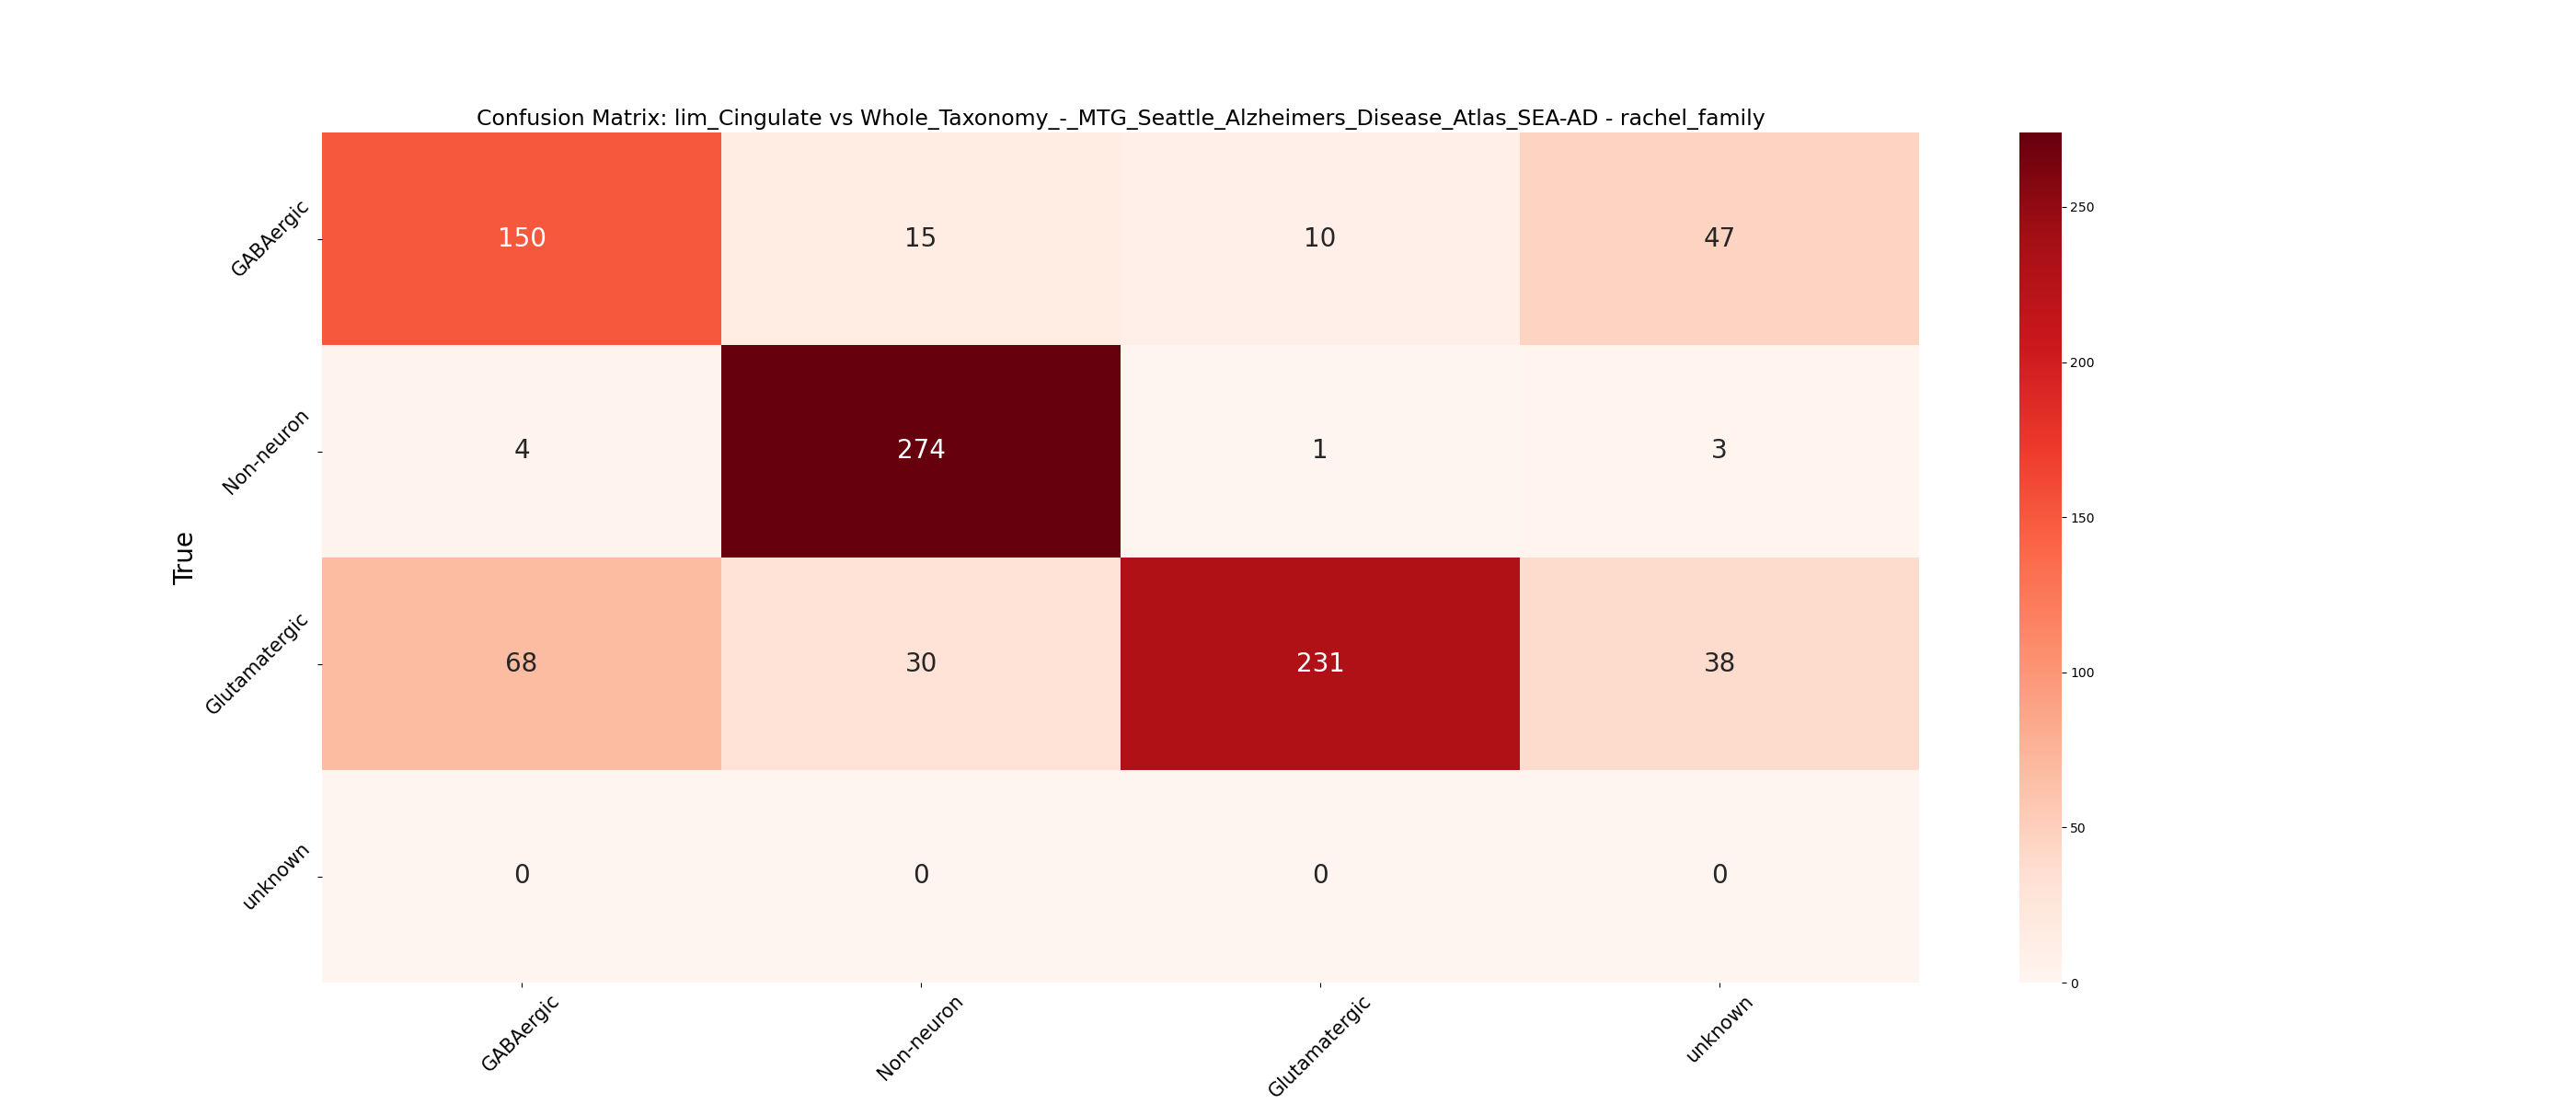 Confusion Matrix: lim_Cingulate vs Whole_Taxonomy_-_MTG_Seattle_Alzheimers_Disease_Atlas_SEA-AD - rachel_family
True
GABAergic
150 15 10 47
Non-neuron
4 274 1 3
Glutamatergic
68 30 231 38
unknown
0 0 0 0
GABAergic Non-neuron Glutamatergic unknown
250
200
150
100
50
0